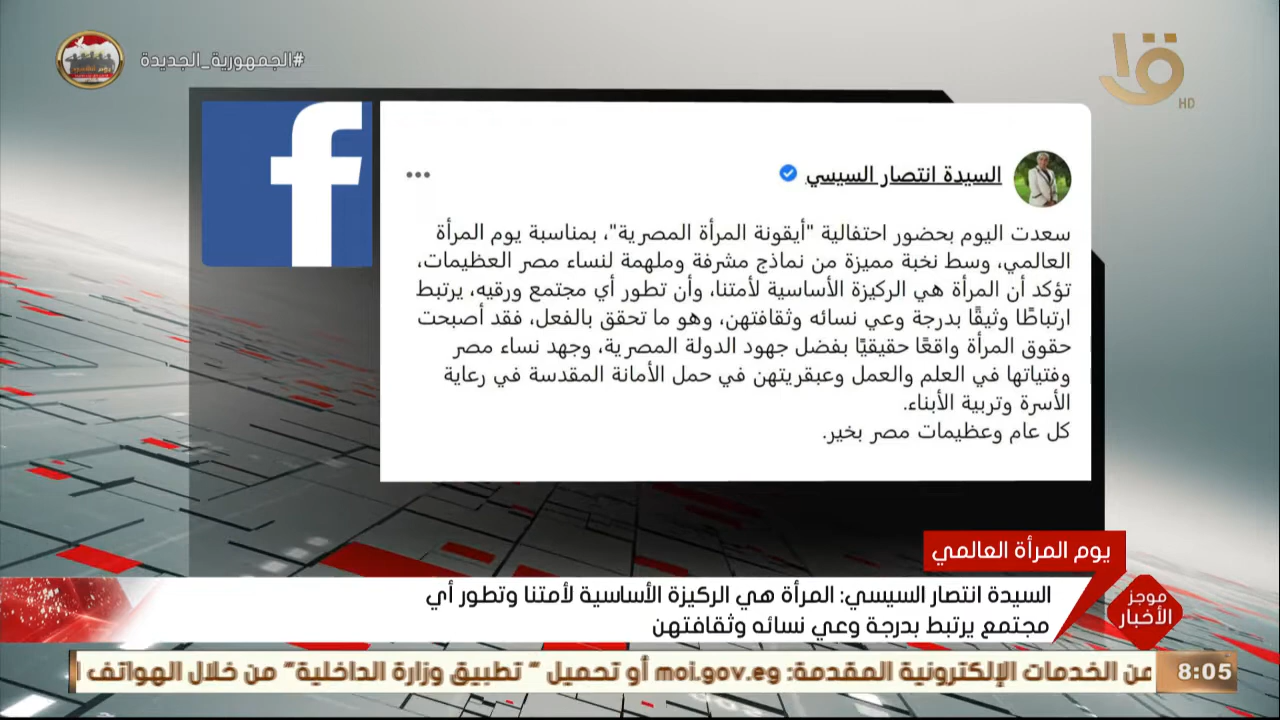 #الجمهورية_الجديدة
HD
السيدة انتصار السيسي
سعدت اليوم بحضور احتفالية "أيقونة المرأة المصرية"، بمناسبة يوم المرأة
العالمي، وسط نخبة مميزة من نماذج مشرفة وملهمة لنساء مصر العظيمات،
تؤكد أن المرأة هي الركيزة الأساسية لأمتنا، وأن تطور أي مجتمع ورقيه، يرتبط
ارتباطًا وثيقًا بدرجة وعي نسائه وثقافتهن، وهو ما تحقق بالفعل، فقد أصبحت
حقوق المرأة واقعًا حقيقيًا بفضل جهود الدولة المصرية، وجهد نساء مصر
وفتياتها في العلم والعمل وعبقريتهن في حمل الأمانة المقدسة في رعاية
الأسرة وتربية الأبناء.
كل عام وعظيمات مصر بخير.
يوم المرأة العالمي
موجز
الأخبار
السيدة انتصار السيسي: المرأة هي الركيزة الأساسية لأمتنا وتطور أي
مجتمع يرتبط بدرجة وعي نسائه وثقافتهن
8:05
عن الخدمات الإلكترونية المقدمة: moi.gov.eg أو تحميل " تطبيق وزارة الداخلية" من خلال الهواتف